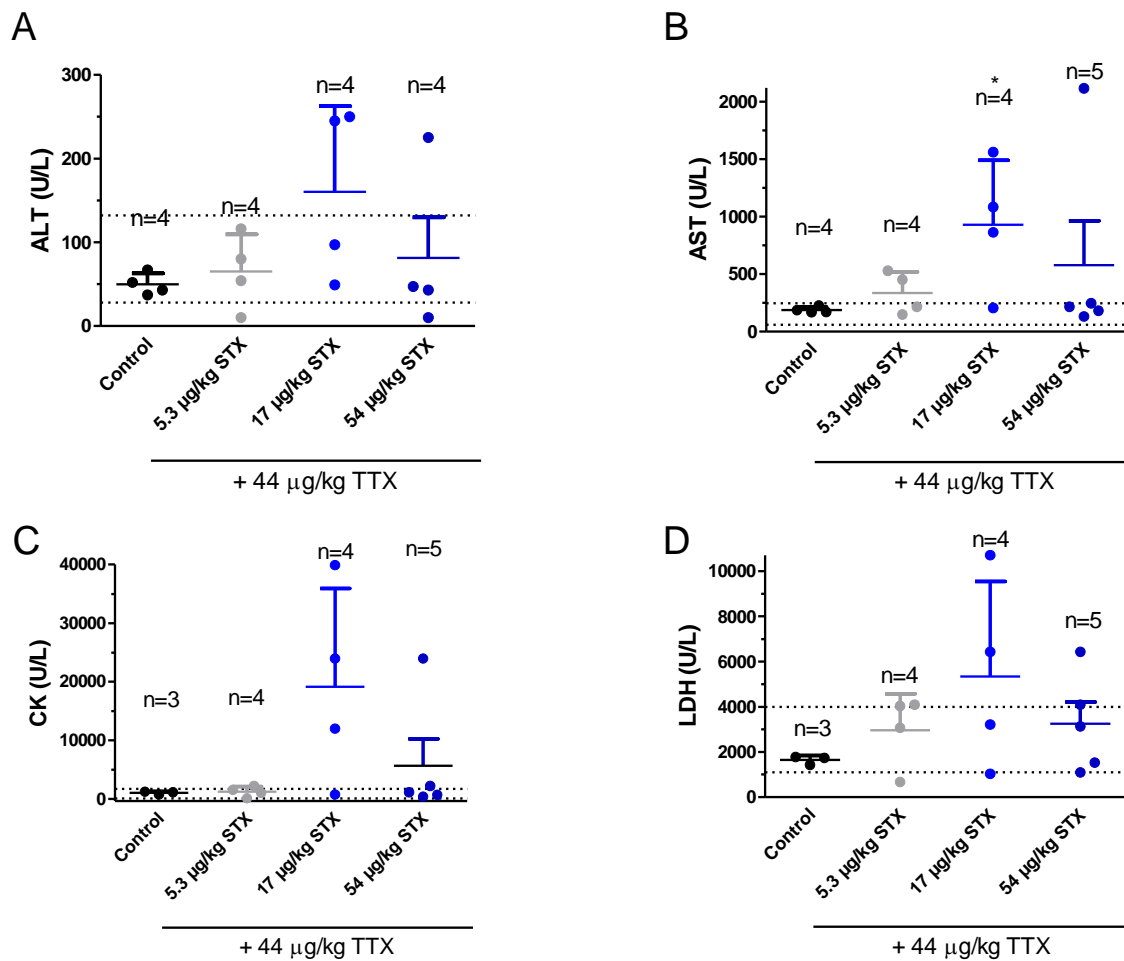 A
ALT (U/L)
300
200
100
0
n=4
n=4
n=4
n=4
Control
5.3 µg/kg STX
17 µg/kg STX
54 µg/kg STX
+ 44 µg/kg TTX
B
AST (U/L)
2000
1500
1000
500
0
n=4
n=4
*
n=4
n=5
Control
5.3 µg/kg STX
17 µg/kg STX
54 µg/kg STX
+ 44 µg/kg TTX
C
CK (U/L)
40000
30000
20000
10000
0
n=3
n=4
n=4
n=5
Control
5.3 µg/kg STX
17 µg/kg STX
54 µg/kg STX
+ 44 µg/kg TTX
D
LDH (U/L)
10000
8000
6000
4000
2000
0
n=3
n=4
n=4
n=5
Control
5.3 µg/kg STX
17 µg/kg STX
54 µg/kg STX
+ 44 µg/kg TTX